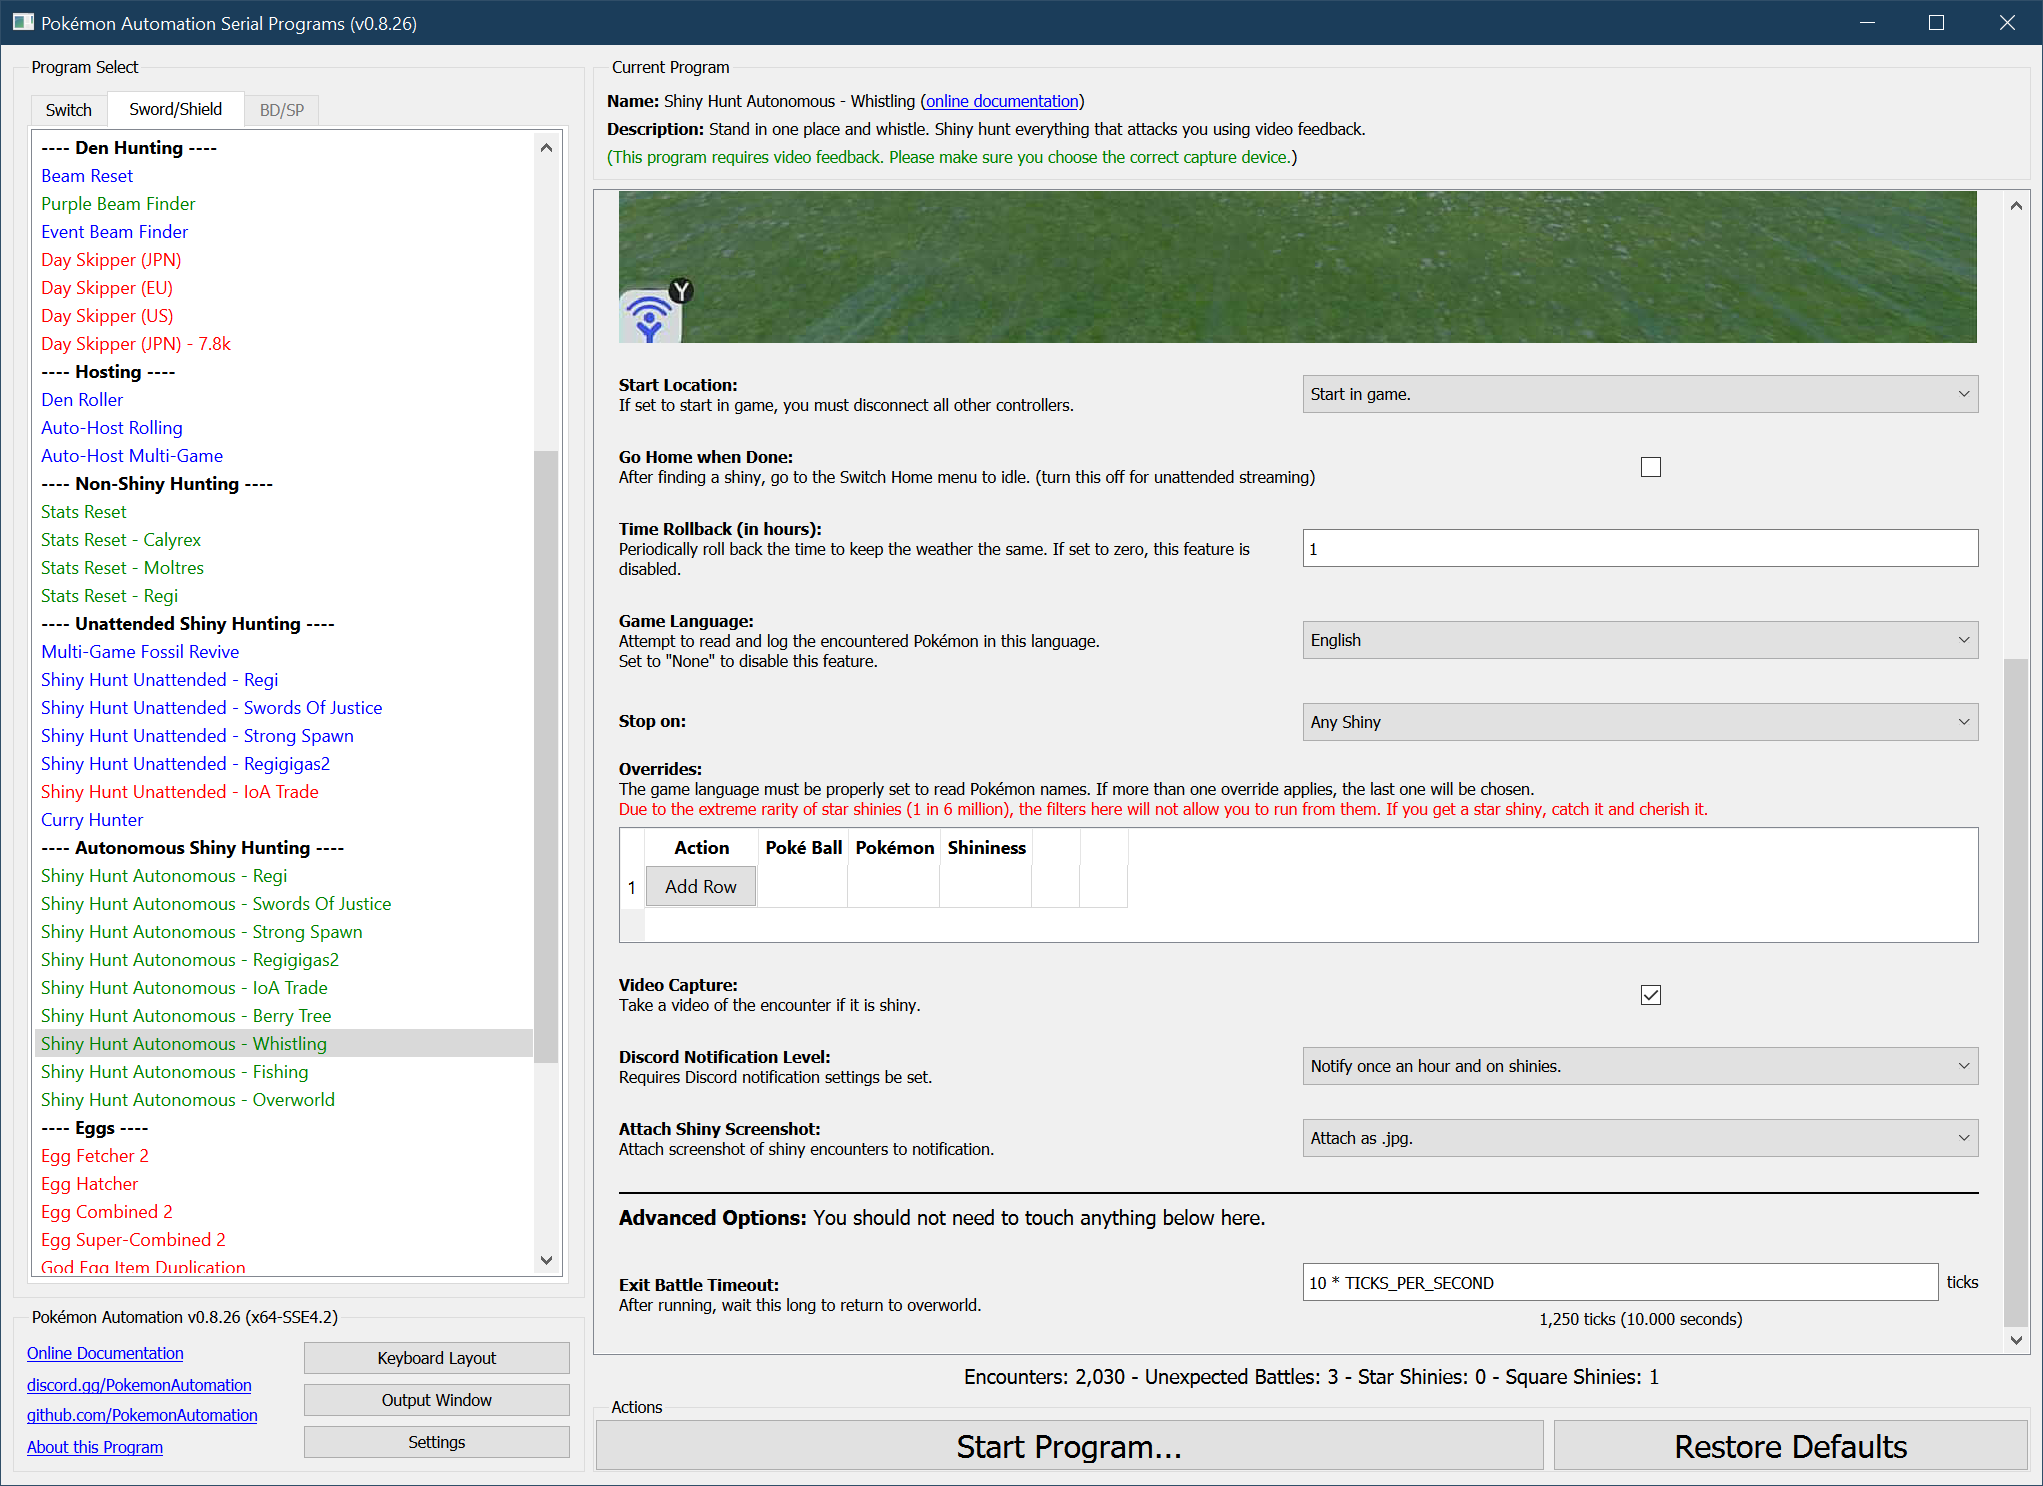 Pokémon Automation Serial Programs (v0.8.26)
Program Select
Switch
Sword/Shield
BD/SP
---- Den Hunting ----
Beam Reset
Purple Beam Finder
Event Beam Finder
Day Skipper (JPN)
Day Skipper (EU)
Day Skipper (US)
Day Skipper (JPN) - 7.8k
---- Hosting ----
Den Roller
Auto-Host Rolling
Auto-Host Multi-Game
---- Non-Shiny Hunting ----
Stats Reset
Stats Reset - Calyrex
Stats Reset - Moltres
Stats Reset - Regi
---- Unattended Shiny Hunting ----
Multi-Game Fossil Revive
Shiny Hunt Unattended - Regi
Shiny Hunt Unattended - Swords Of Justice
Shiny Hunt Unattended - Strong Spawn
Shiny Hunt Unattended - Regigigas2
Shiny Hunt Unattended - IoA Trade
Curry Hunter
---- Autonomous Shiny Hunting ----
Shiny Hunt Autonomous - Regi
Shiny Hunt Autonomous - Swords Of Justice
Shiny Hunt Autonomous - Strong Spawn
Shiny Hunt Autonomous - Regigigas2
Shiny Hunt Autonomous - IoA Trade
Shiny Hunt Autonomous - Berry Tree
Shiny Hunt Autonomous - Whistling
Shiny Hunt Autonomous - Fishing
Shiny Hunt Autonomous - Overworld
---- Eggs ----
Egg Fetcher 2
Egg Hatcher
Egg Combined 2
Egg Super-Combined 2
God Egg Item Duplication
Pokémon Automation v0.8.26 (x64-SSE4.2)
Online Documentation
discord.gg/PokemonAutomation
github.com/PokemonAutomation
About this Program
Keyboard Layout
Output Window
Settings
Current Program
Name: Shiny Hunt Autonomous - Whistling (online documentation)
Description: Stand in one place and whistle. Shiny hunt everything that attacks you using video feedback.
(This program requires video feedback. Please make sure you choose the correct capture device.)
Y
Start Location:
If set to start in game, you must disconnect all other controllers.
Start in game.
Go Home when Done:
After finding a shiny, go to the Switch Home menu to idle. (turn this off for unattended streaming)
Time Rollback (in hours):
Periodically roll back the time to keep the weather the same. If set to zero, this feature is
disabled.
1
Game Language:
Attempt to read and log the encountered Pokémon in this language.
Set to "None" to disable this feature.
English
Stop on:
Any Shiny
Overrides:
The game language must be properly set to read Pokémon names. If more than one override applies, the last one will be chosen.
Due to the extreme rarity of star shinies (1 in 6 million), the filters here will not allow you to run from them. If you get a star shiny, catch it and cherish it.
Action Poké Ball Pokémon Shininess
1 Add Row
Video Capture:
Take a video of the encounter if it is shiny.
Discord Notification Level:
Requires Discord notification settings be set.
Notify once an hour and on shinies.
Attach Shiny Screenshot:
Attach screenshot of shiny encounters to notification.
Attach as .jpg.
Advanced Options: You should not need to touch anything below here.
Exit Battle Timeout:
After running, wait this long to return to overworld.
10 * TICKS_PER_SECOND ticks
1,250 ticks (10.000 seconds)
Encounters: 2,030 - Unexpected Battles: 3 - Star Shinies: 0 - Square Shinies: 1
Actions
Start Program...
Restore Defaults